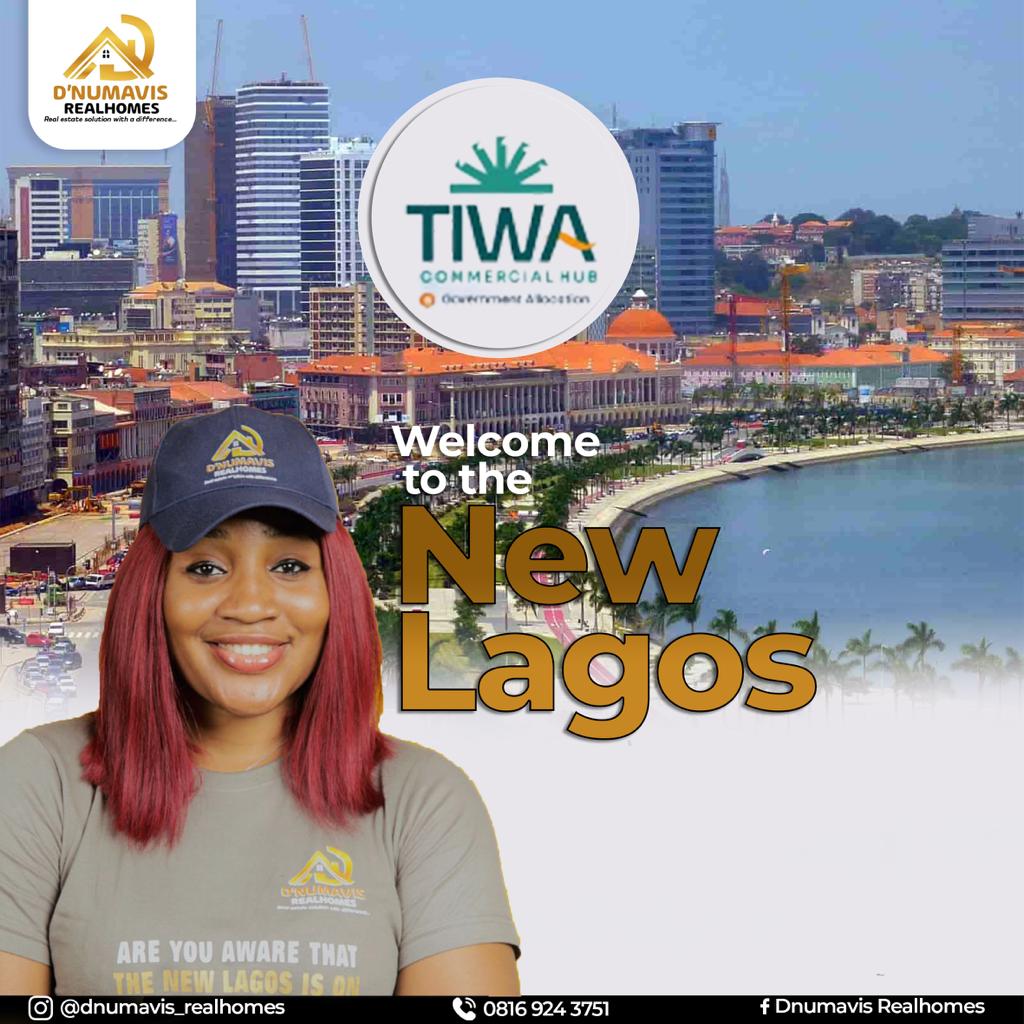 D'NUMAVIS
REALHOMES
Real estate solution with a difference...
TIWA
COMMERCIAL HUB
Government Allocation
Welcome
to the
New
Lagos
D'NUMAVIS
REALHOMES
D'NUMAVIS
REALHOMES
ARE YOU AWARE THAT
THE NEW LAGOS IS ON
@dnumavis_realhomes
0816 924 3751
Dnumavis Realhomes